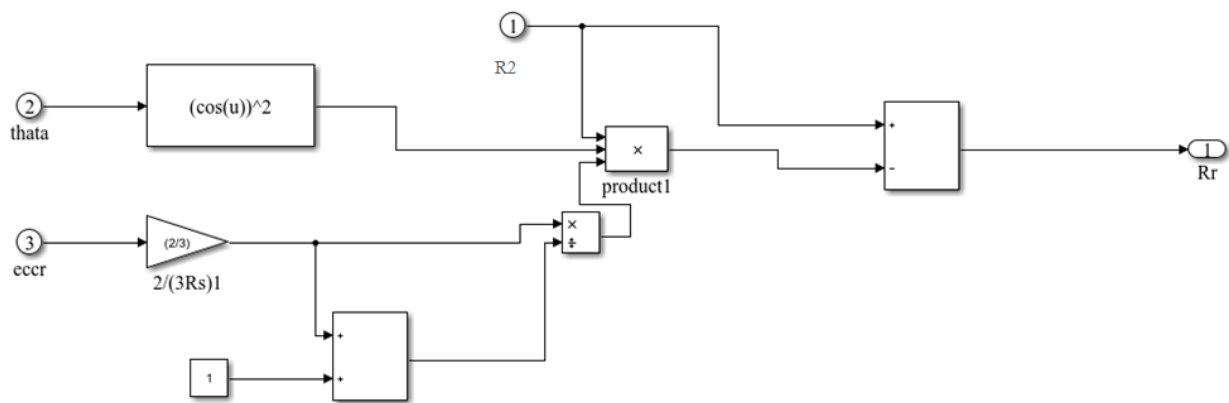 1
R2
(cos(u))^2
2
thata
×
product1
+
−
1
Rr
3
eccr
(2/3)
2/(3Rs)1
×
÷
+
+
1